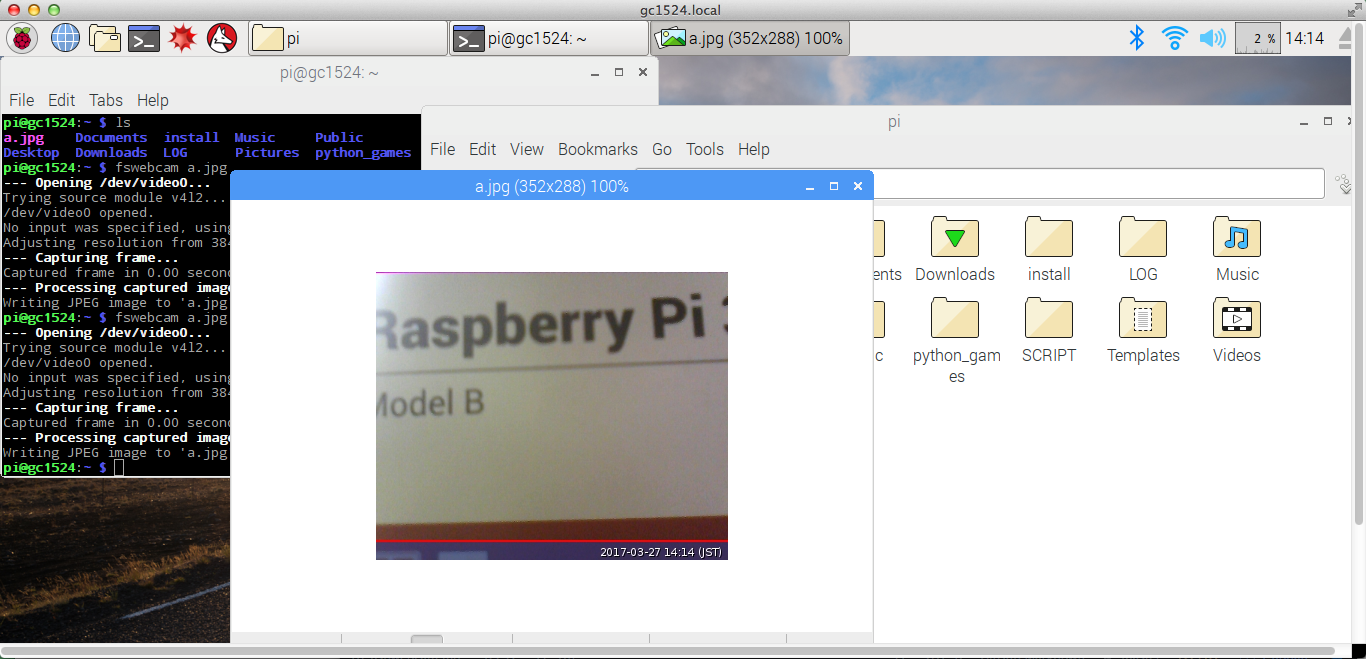 gc1524.local
pi
pi@gc1524: ~
a.jpg (352x288) 100%
2 %
14:14
pi@gc1524: ~
File Edit Tabs Help
pi@gc1524:~ $ ls
a.jpg Documents install Music Public
Desktop Downloads LOG Pictures python_games
pi@gc1524:~ $ fswebcam a.jpg
--- Opening /dev/video0...
Trying source module v4l2...
/dev/video0 opened.
No input was specified, using
Adjusting resolution from 384
--- Capturing frame...
Captured frame in 0.00 second
--- Processing captured image
Writing JPEG image to 'a.jpg
pi@gc1524:~ $ fswebcam a.jpg
--- Opening /dev/video0...
Trying source module v4l2...
/dev/video0 opened.
No input was specified, using
Adjusting resolution from 384
--- Capturing frame...
Captured frame in 0.00 second
--- Processing captured image
Writing JPEG image to 'a.jpg
pi@gc1524:~ $
pi
File Edit View Bookmarks Go Tools Help
ents Downloads install LOG Music
c python_gam
es SCRIPT Templates Videos
a.jpg (352x288) 100%
Raspberry Pi 3
Model B
2017-03-27 14:14 (JST)